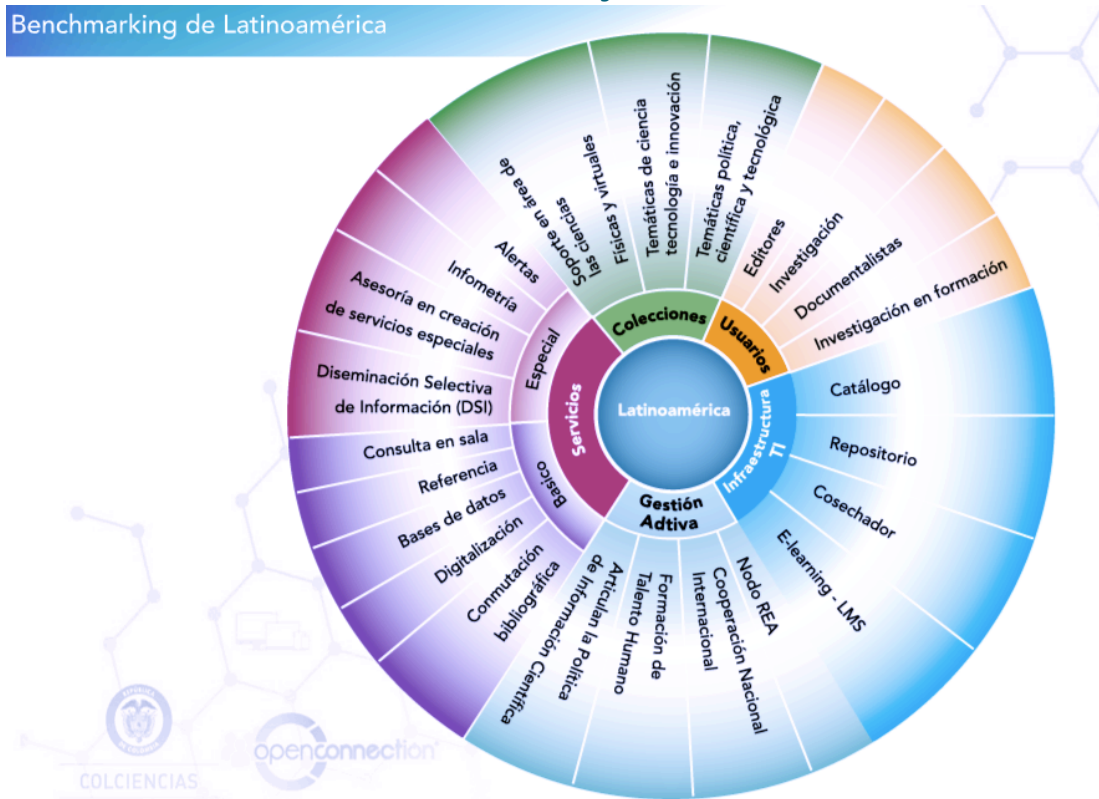 Benchmarking de Latinoamérica
Soporte en área de
las ciencias
Físicas y virtuales
Temáticas de ciencia
tecnología e innovación
Temáticas política,
científica y tecnológica
Editores
Investigación
Documentalistas
Investigación en formación
Alertas
Infometría
Asesoría en creación
de servicios especiales
Diseminación Selectiva
de Información (DSI)
Consulta en sala
Referencia
Bases de datos
Digitalización
Conmutación
bibliográfica
Especial
Basico
Servicios
Colecciones
Usuarios
Latinoamérica
Infraestructura
TI
Gestión
Adtiva
Catálogo
Repositorio
Cosechador
E-learning - LMS
Nodo REA
Cooperación Nacional
Internacional
Formación de
Talento Humano
Articulan la Política
de Información Científica
REPÚBLICA
DE COLOMBIA
COLCIENCIAS
openconnection